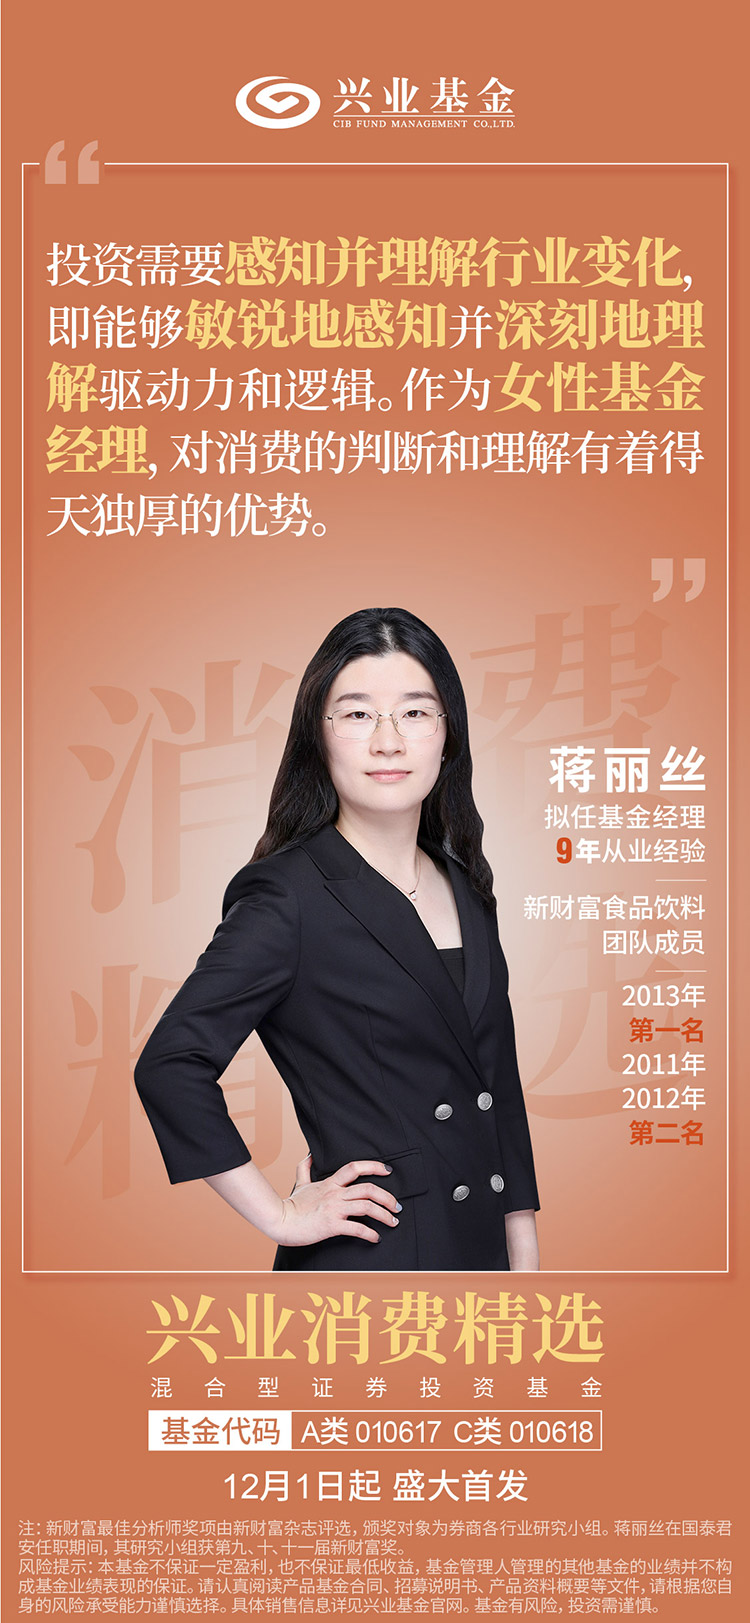 兴业基金
CIB FUND MANAGEMENT CO.,LTD.
“
投资需要感知并理解行业变化,
即能够敏锐地感知并深刻地理
解驱动力和逻辑。作为女性基金
经理, 对消费的判断和理解有着得
天独厚的优势。
”
消费
精选
蒋丽丝
拟任基金经理
9年从业经验
新财富食品饮料
团队成员
2013年
第一名
2011年
2012年
第二名
兴业消费精选
混合型证券投资基金
基金代码 A类 010617 C类 010618
12月1日起 盛大首发
注: 新财富最佳分析师奖项由新财富杂志评选, 颁奖对象为券商各行业研究小组。蒋丽丝在国泰君
安任职期间, 其研究小组获第九、十、十一届新财富奖。
风险提示: 本基金不保证一定盈利, 也不保证最低收益, 基金管理人管理的其他基金的业绩并不构
成基金业绩表现的保证。请认真阅读产品基金合同、招募说明书、产品资料概要等文件, 请根据您自
身的风险承受能力谨慎选择。具体销售信息详见兴业基金官网。基金有风险, 投资需谨慎。